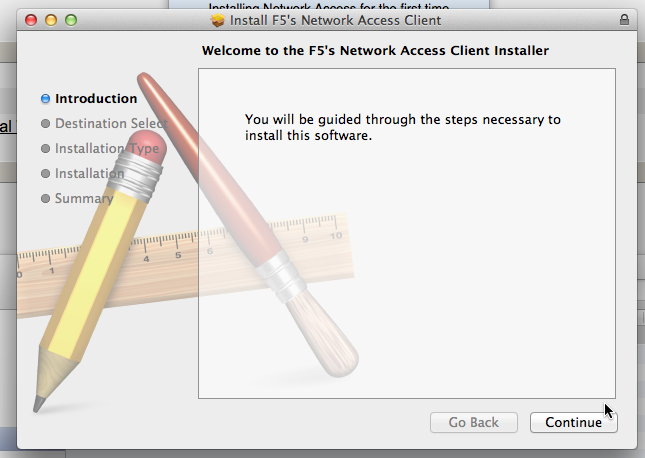 Installing Network Access for the first time
Install F5's Network Access Client
Welcome to the F5's Network Access Client Installer
al
Introduction
Destination Select
Installation Type
Installation
Summary
You will be guided through the steps necessary to
install this software.
0 1 4 5 6 9 10
Go Back
Continue